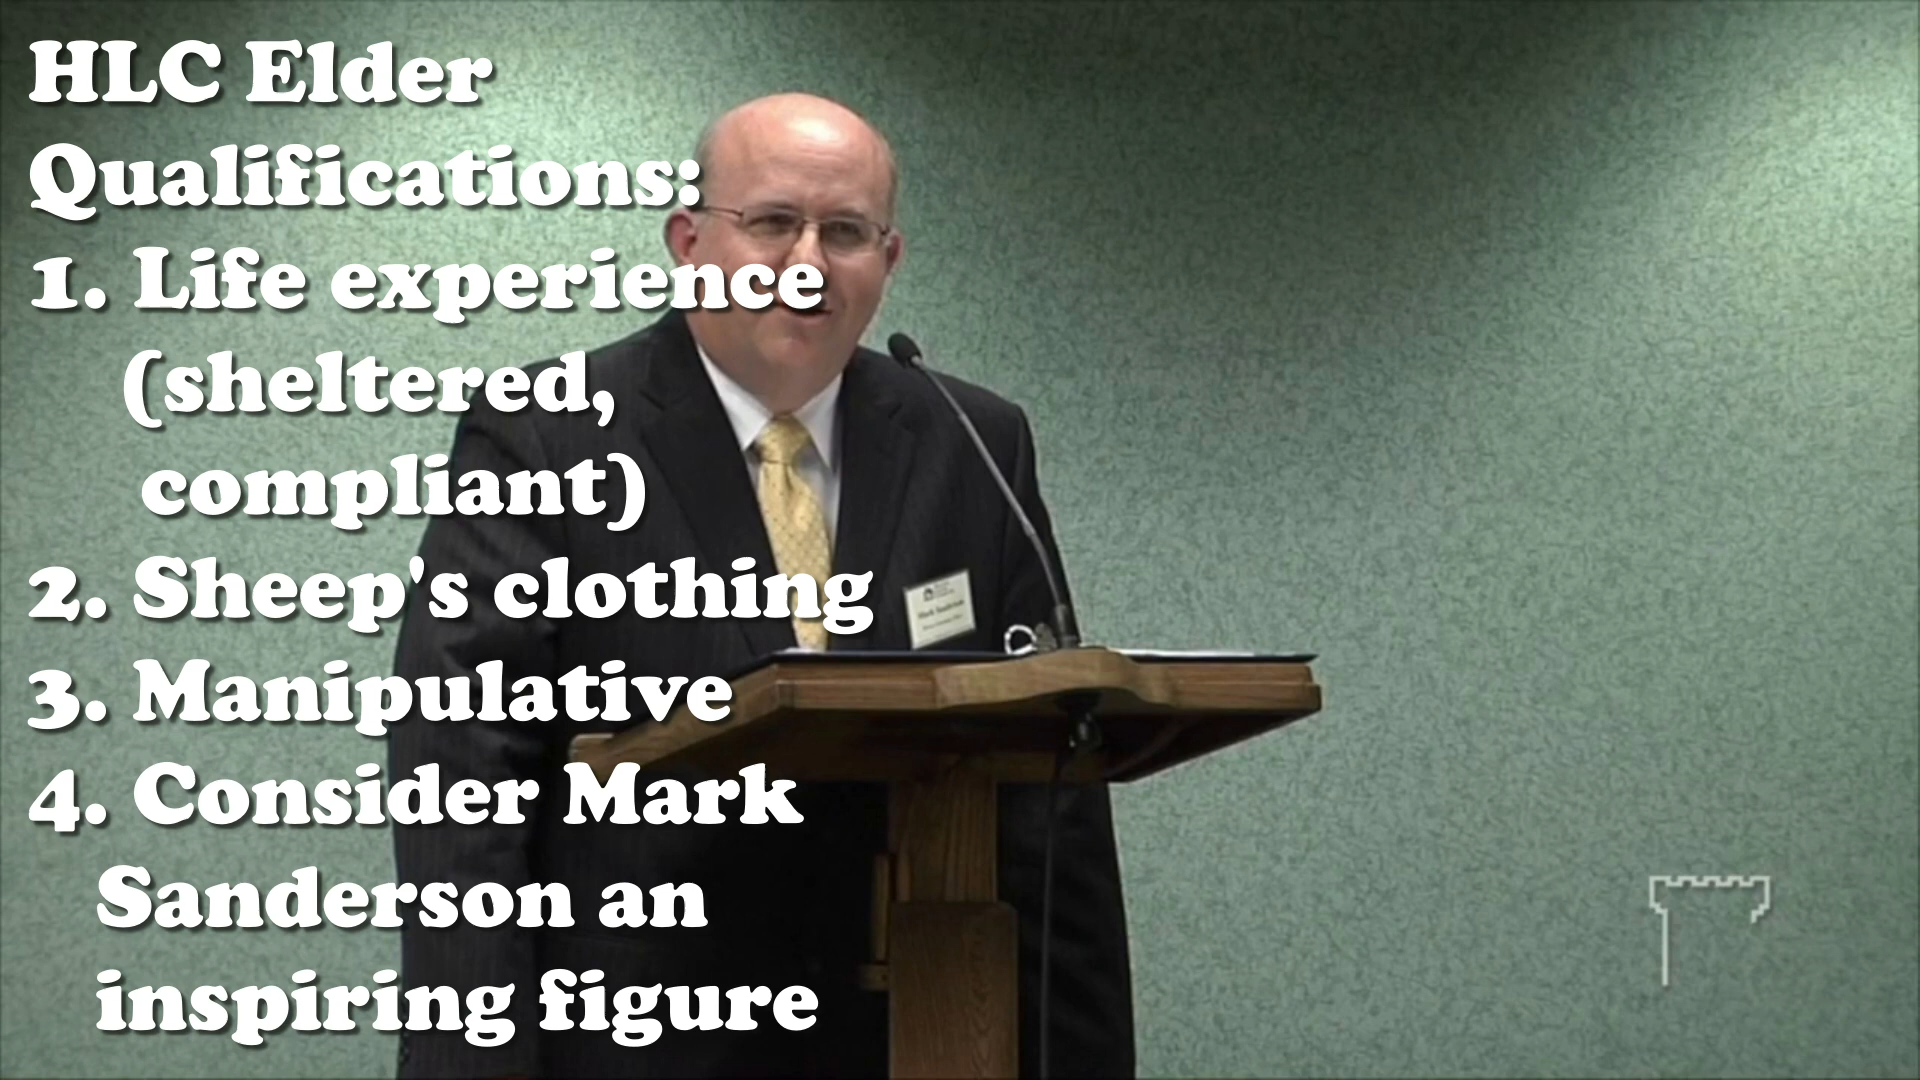 HLC Elder
Qualifications:
1. Life experience
(sheltered,
compliant)
2. Sheep's clothing
3. Manipulative
4. Consider Mark
Sanderson an
inspiring figure